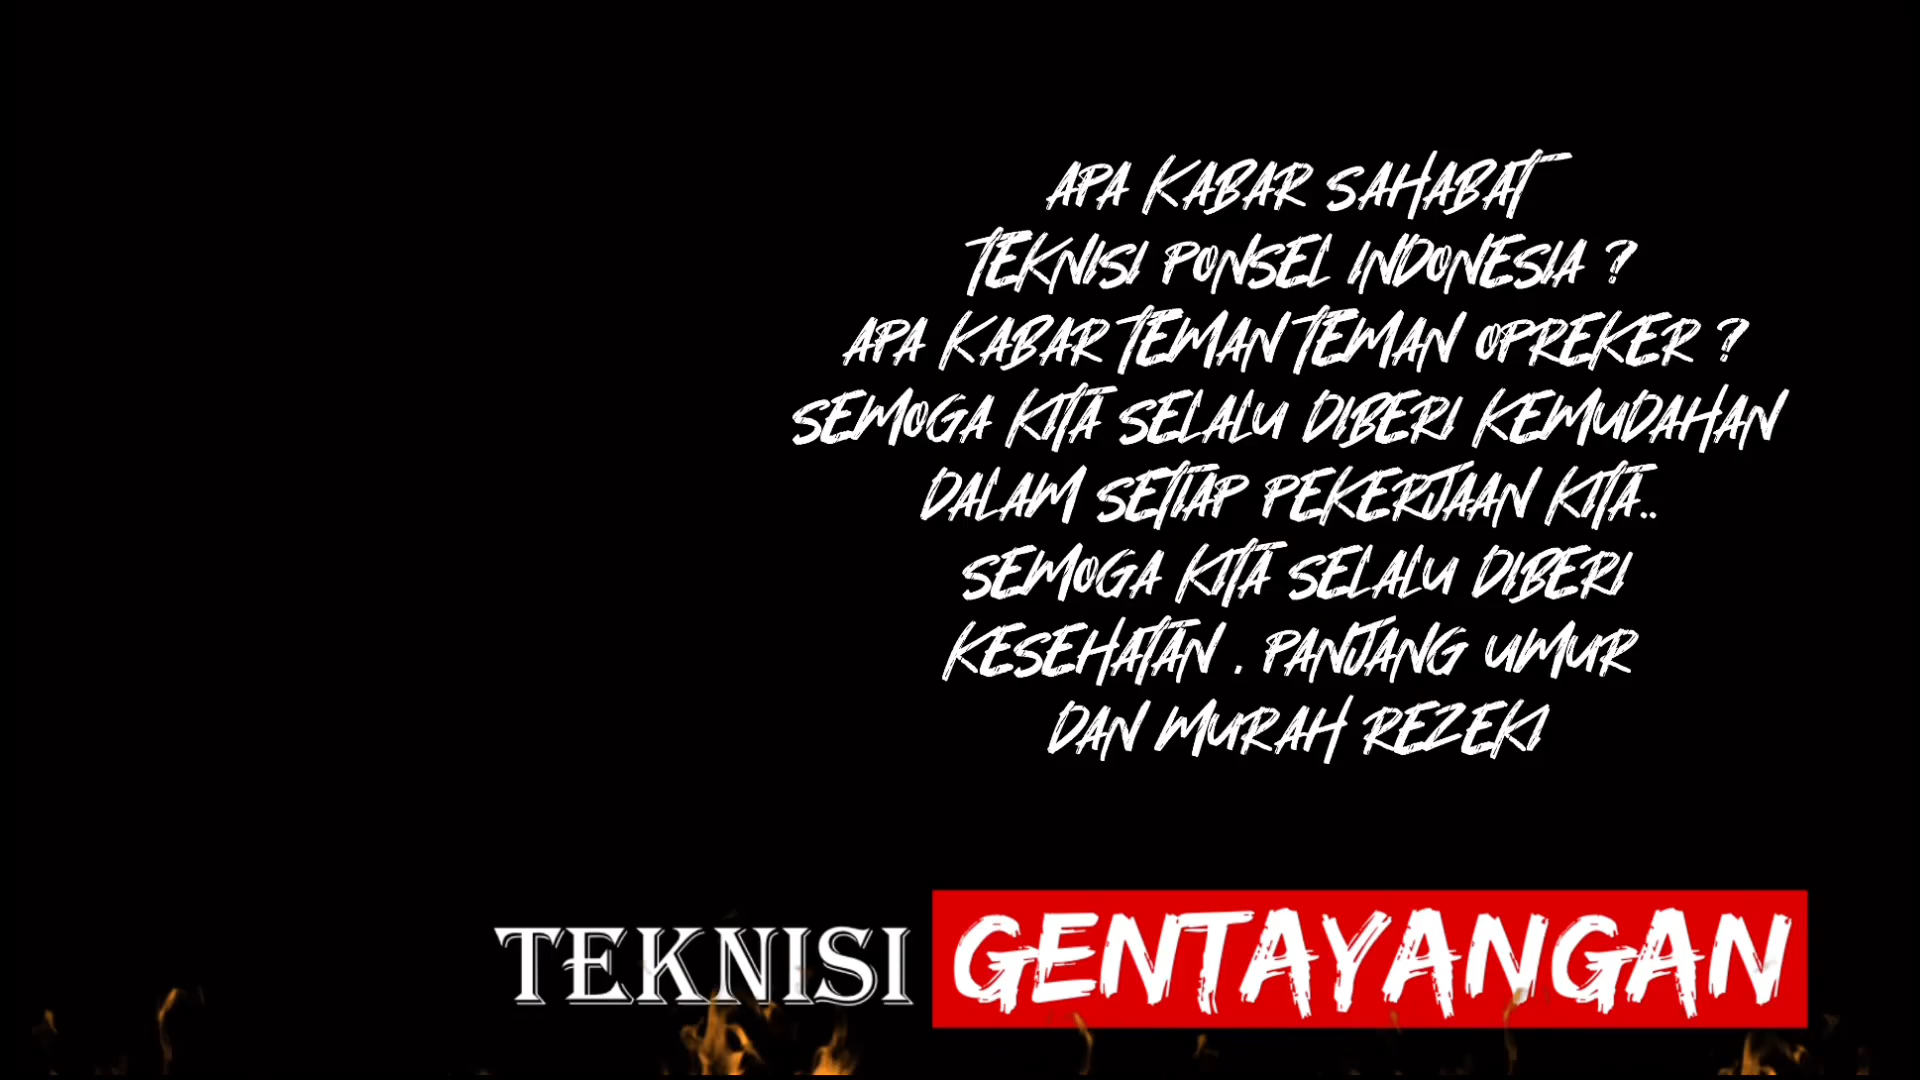 APA KABAR SAHABAT
TEKNISI PONSEL INDONESIA ?
APA KABAR TEMAN TEMAN OPREKER ?
SEMOGA KITA SELALU DIBERI KEMUDAHAN
DALAM SETIAP PEKERJAAN KITA..
SEMOGA KITA SELALU DIBERI
KESEHATAN . PANJANG UMUR
DAN MURAH REZEKI
TEKNISI GENTAYANGAN